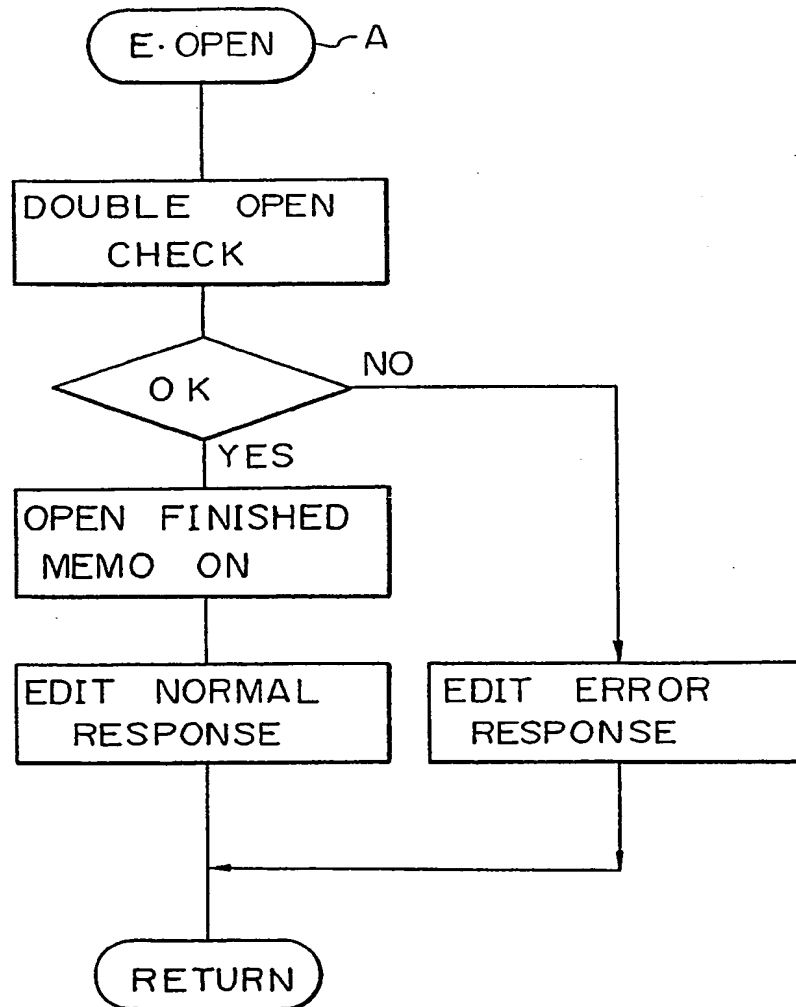 E·OPEN
A
DOUBLE OPEN
CHECK
OK
NO
YES
OPEN FINISHED
MEMO ON
EDIT NORMAL
RESPONSE
EDIT ERROR
RESPONSE
RETURN